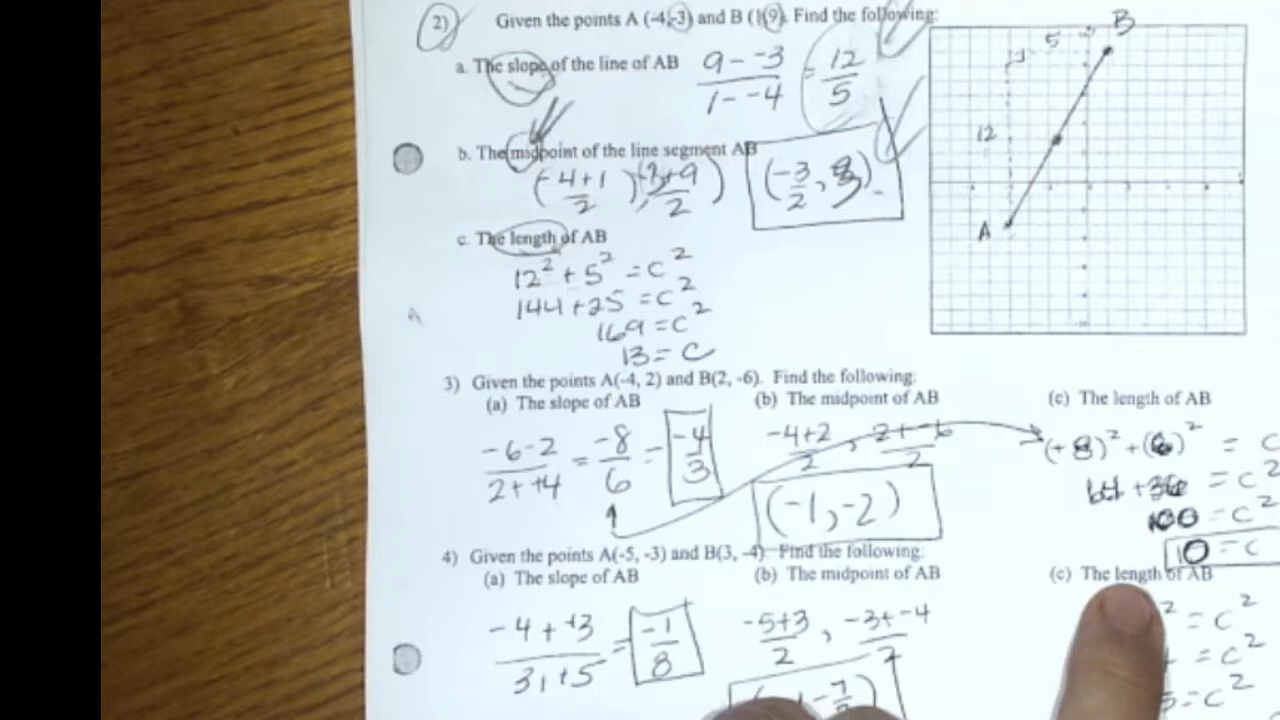 2) Given the points A (-4,-3) and B (1,9). Find the following:
B
5
a. The slope of the line of AB
9 - -3 / 1 - -4 = 12/5
12
b. The midpoint of the line segment AB
(-4+1 / 2) (-3+9 / 2) (-3/2, 3)
A
c. The length of AB
12² + 5² = c²
144 + 25 = c²
169 = c²
13 = c
3) Given the points A(-4, 2) and B(2, -6). Find the following:
(a) The slope of AB (b) The midpoint of AB (c) The length of AB
-6-2 / 2++4 = -8/6 = -4/3
-4+2 / 2 , 2+-6 / 2
(-1, -2)
(-8)² + (6)² = c
64 + 36 = c²
100 = c²
10 = c
4) Given the points A(-5, -3) and B(3, -4). Find the following:
(a) The slope of AB (b) The midpoint of AB (c) The length of AB
-4 + +3 / 3 + +5 = -1/8
-5+3 / 2 , -3+-4 / 2
² = c²
= c²
= c²